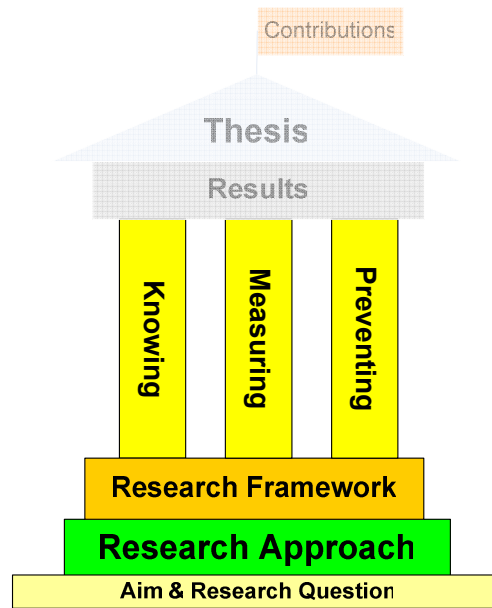 Contributions
Thesis
Results
Knowing
Measuring
Preventing
Research Framework
Research Approach
Aim & Research Question